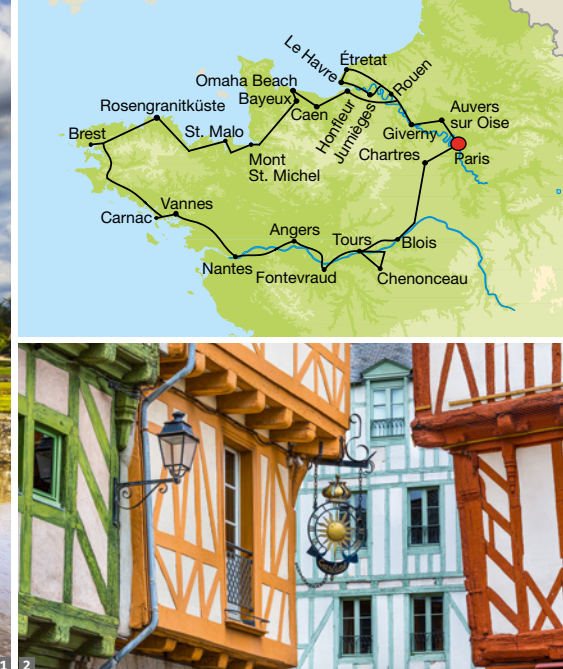 Étretat
Le Havre
Rouen
Omaha Beach
Bayeux
Caen
Honfleur
Jumièges
Auvers
sur Oise
Giverny
Paris
Chartres
Rosengranitküste
Brest
St. Malo
Mont
St. Michel
Vannes
Carnac
Angers
Tours
Blois
Nantes
Fontevraud
Chenonceau
1
2